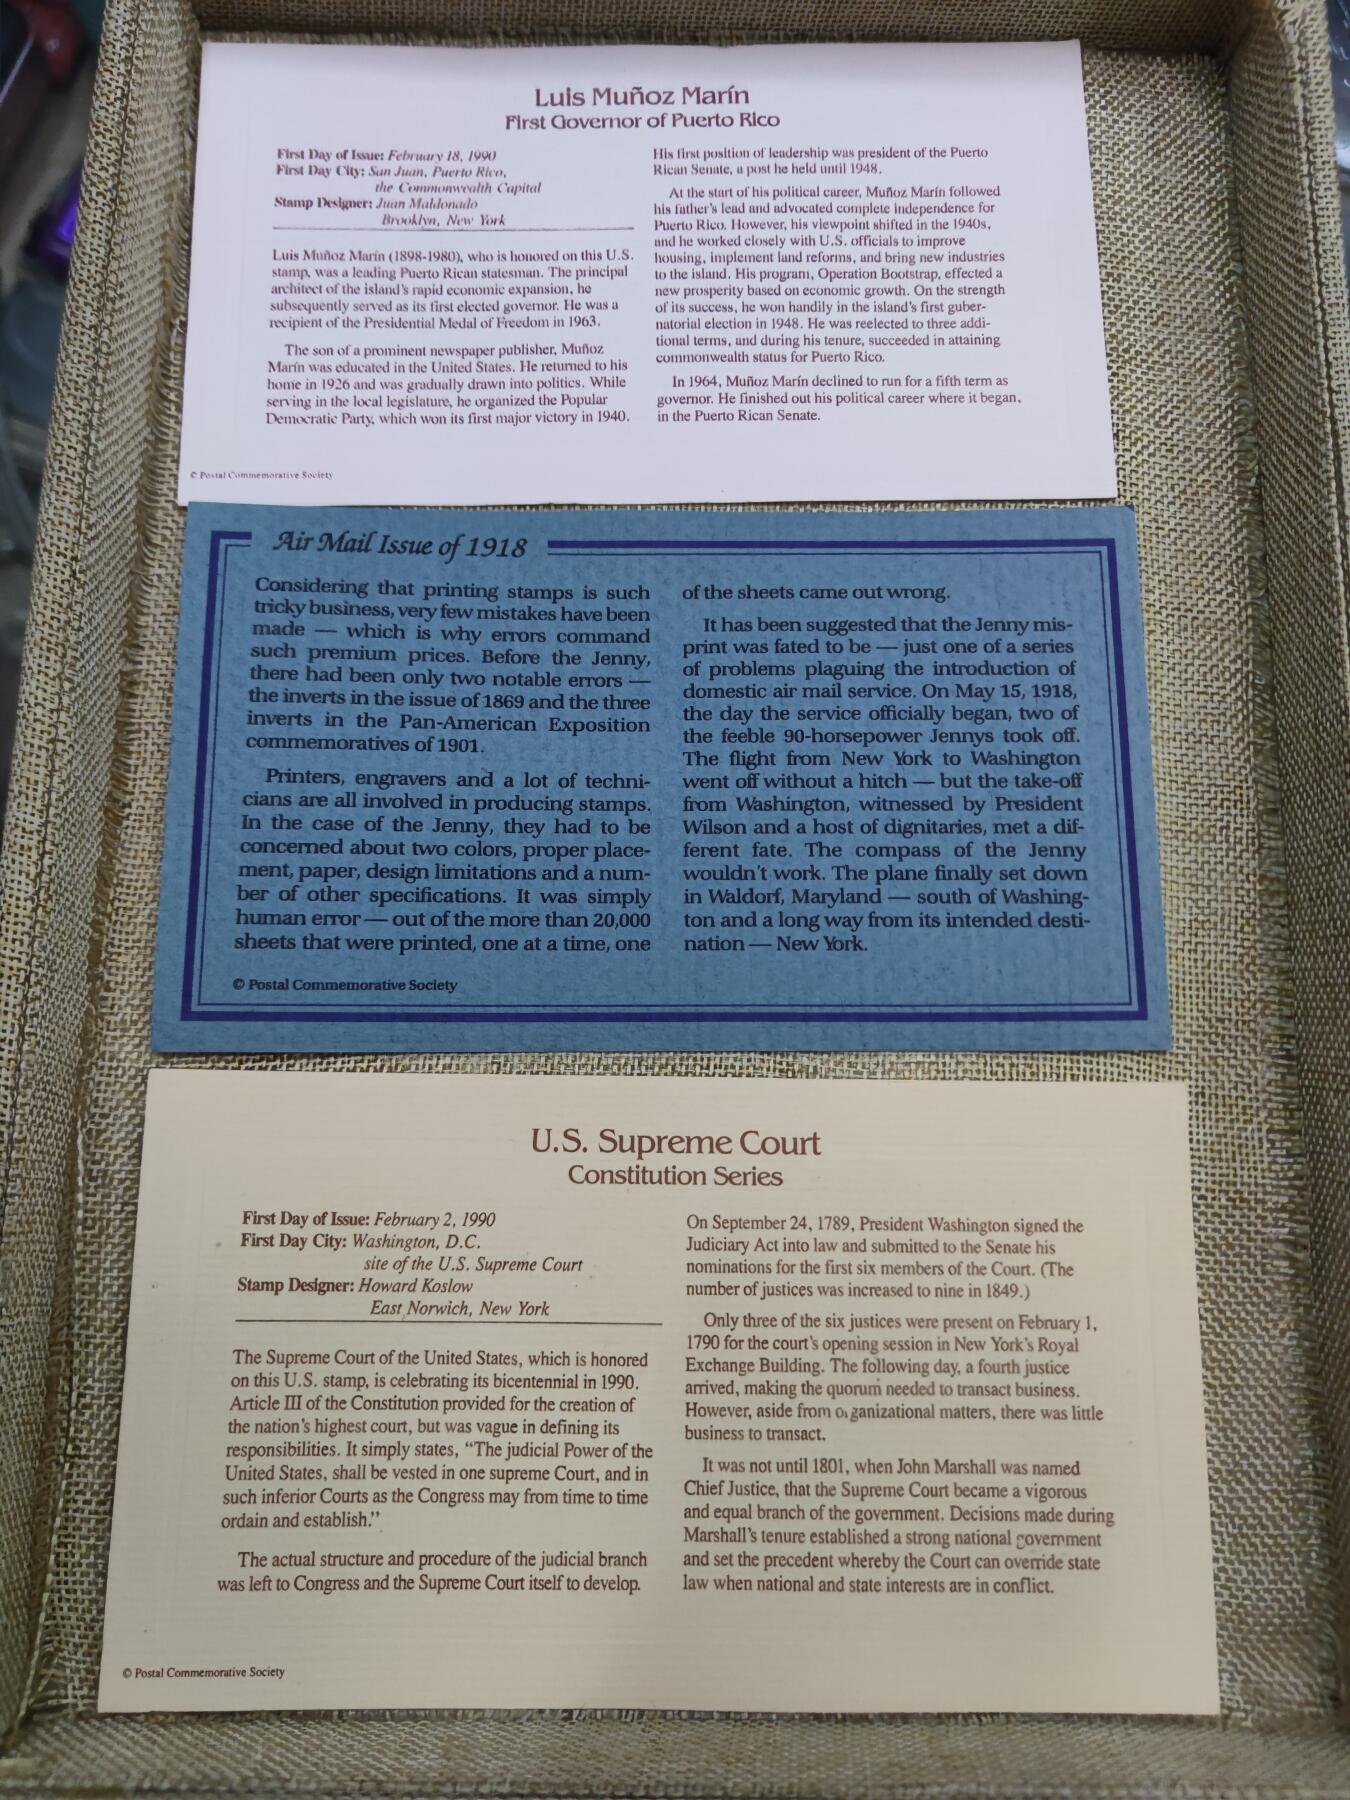 Luis Muñoz Marín
First Governor of Puerto Rico
First Day of Issue: February 18, 1990
First Day City: San Juan, Puerto Rico,
the Commonwealth Capital
Stamp Designer: Juan Maldonado
Brooklyn, New York
Luis Muñoz Marín (1898-1980), who is honored on this U.S.
stamp, was a leading Puerto Rican statesman. The principal
architect of the island's rapid economic expansion, he
subsequently served as its first elected governor. He was a
recipient of the Presidential Medal of Freedom in 1963.
The son of a prominent newspaper publisher, Muñoz
Marín was educated in the United States. He returned to his
home in 1926 and was gradually drawn into politics. While
serving in the local legislature, he organized the Popular
Democratic Party, which won its first major victory in 1940.
His first position of leadership was president of the Puerto
Rican Senate, a post he held until 1948.
At the start of his political career, Muñoz Marín followed
his father's lead and advocated complete independence for
Puerto Rico. However, his viewpoint shifted in the 1940s,
and he worked closely with U.S. officials to improve
housing, implement land reforms, and bring new industries
to the island. His program, Operation Bootstrap, effected a
new prosperity based on economic growth. On the strength
of its success, he won handily in the island's first guber-
natorial election in 1948. He was reelected to three addi-
tional terms, and during his tenure, succeeded in attaining
commonwealth status for Puerto Rico.
In 1964, Muñoz Marín declined to run for a fifth term as
governor. He finished out his political career where it began,
in the Puerto Rican Senate.
© Postal Commemorative Society
Air Mail Issue of 1918
Considering that printing stamps is such
tricky business, very few mistakes have been
made — which is why errors command
such premium prices. Before the Jenny,
there had been only two notable errors —
the inverts in the issue of 1869 and the three
inverts in the Pan-American Exposition
commemoratives of 1901.
Printers, engravers and a lot of techni-
cians are all involved in producing stamps.
In the case of the Jenny, they had to be
concerned about two colors, proper place-
ment, paper, design limitations and a num-
ber of other specifications. It was simply
human error — out of the more than 20,000
sheets that were printed, one at a time, one
of the sheets came out wrong.
It has been suggested that the Jenny mis-
print was fated to be — just one of a series
of problems plaguing the introduction of
domestic air mail service. On May 15, 1918,
the day the service officially began, two of
the feeble 90-horsepower Jennys took off.
The flight from New York to Washington
went off without a hitch — but the take-off
from Washington, witnessed by President
Wilson and a host of dignitaries, met a dif-
ferent fate. The compass of the Jenny
wouldn't work. The plane finally set down
in Waldorf, Maryland — south of Washing-
ton and a long way from its intended desti-
nation — New York.
© Postal Commemorative Society
U.S. Supreme Court
Constitution Series
First Day of Issue: February 2, 1990
First Day City: Washington, D.C.
site of the U.S. Supreme Court
Stamp Designer: Howard Koslow
East Norwich, New York
The Supreme Court of the United States, which is honored
on this U.S. stamp, is celebrating its bicentennial in 1990.
Article III of the Constitution provided for the creation of
the nation's highest court, but was vague in defining its
responsibilities. It simply states, “The judicial Power of the
United States, shall be vested in one supreme Court, and in
such inferior Courts as the Congress may from time to time
ordain and establish.”
The actual structure and procedure of the judicial branch
was left to Congress and the Supreme Court itself to develop.
On September 24, 1789, President Washington signed the
Judiciary Act into law and submitted to the Senate his
nominations for the first six members of the Court. (The
number of justices was increased to nine in 1849.)
Only three of the six justices were present on February 1,
1790 for the court's opening session in New York's Royal
Exchange Building. The following day, a fourth justice
arrived, making the quorum needed to transact business.
However, aside from organizational matters, there was little
business to transact.
It was not until 1801, when John Marshall was named
Chief Justice, that the Supreme Court became a vigorous
and equal branch of the government. Decisions made during
Marshall's tenure established a strong national government
and set the precedent whereby the Court can override state
law when national and state interests are in conflict.
© Postal Commemorative Society